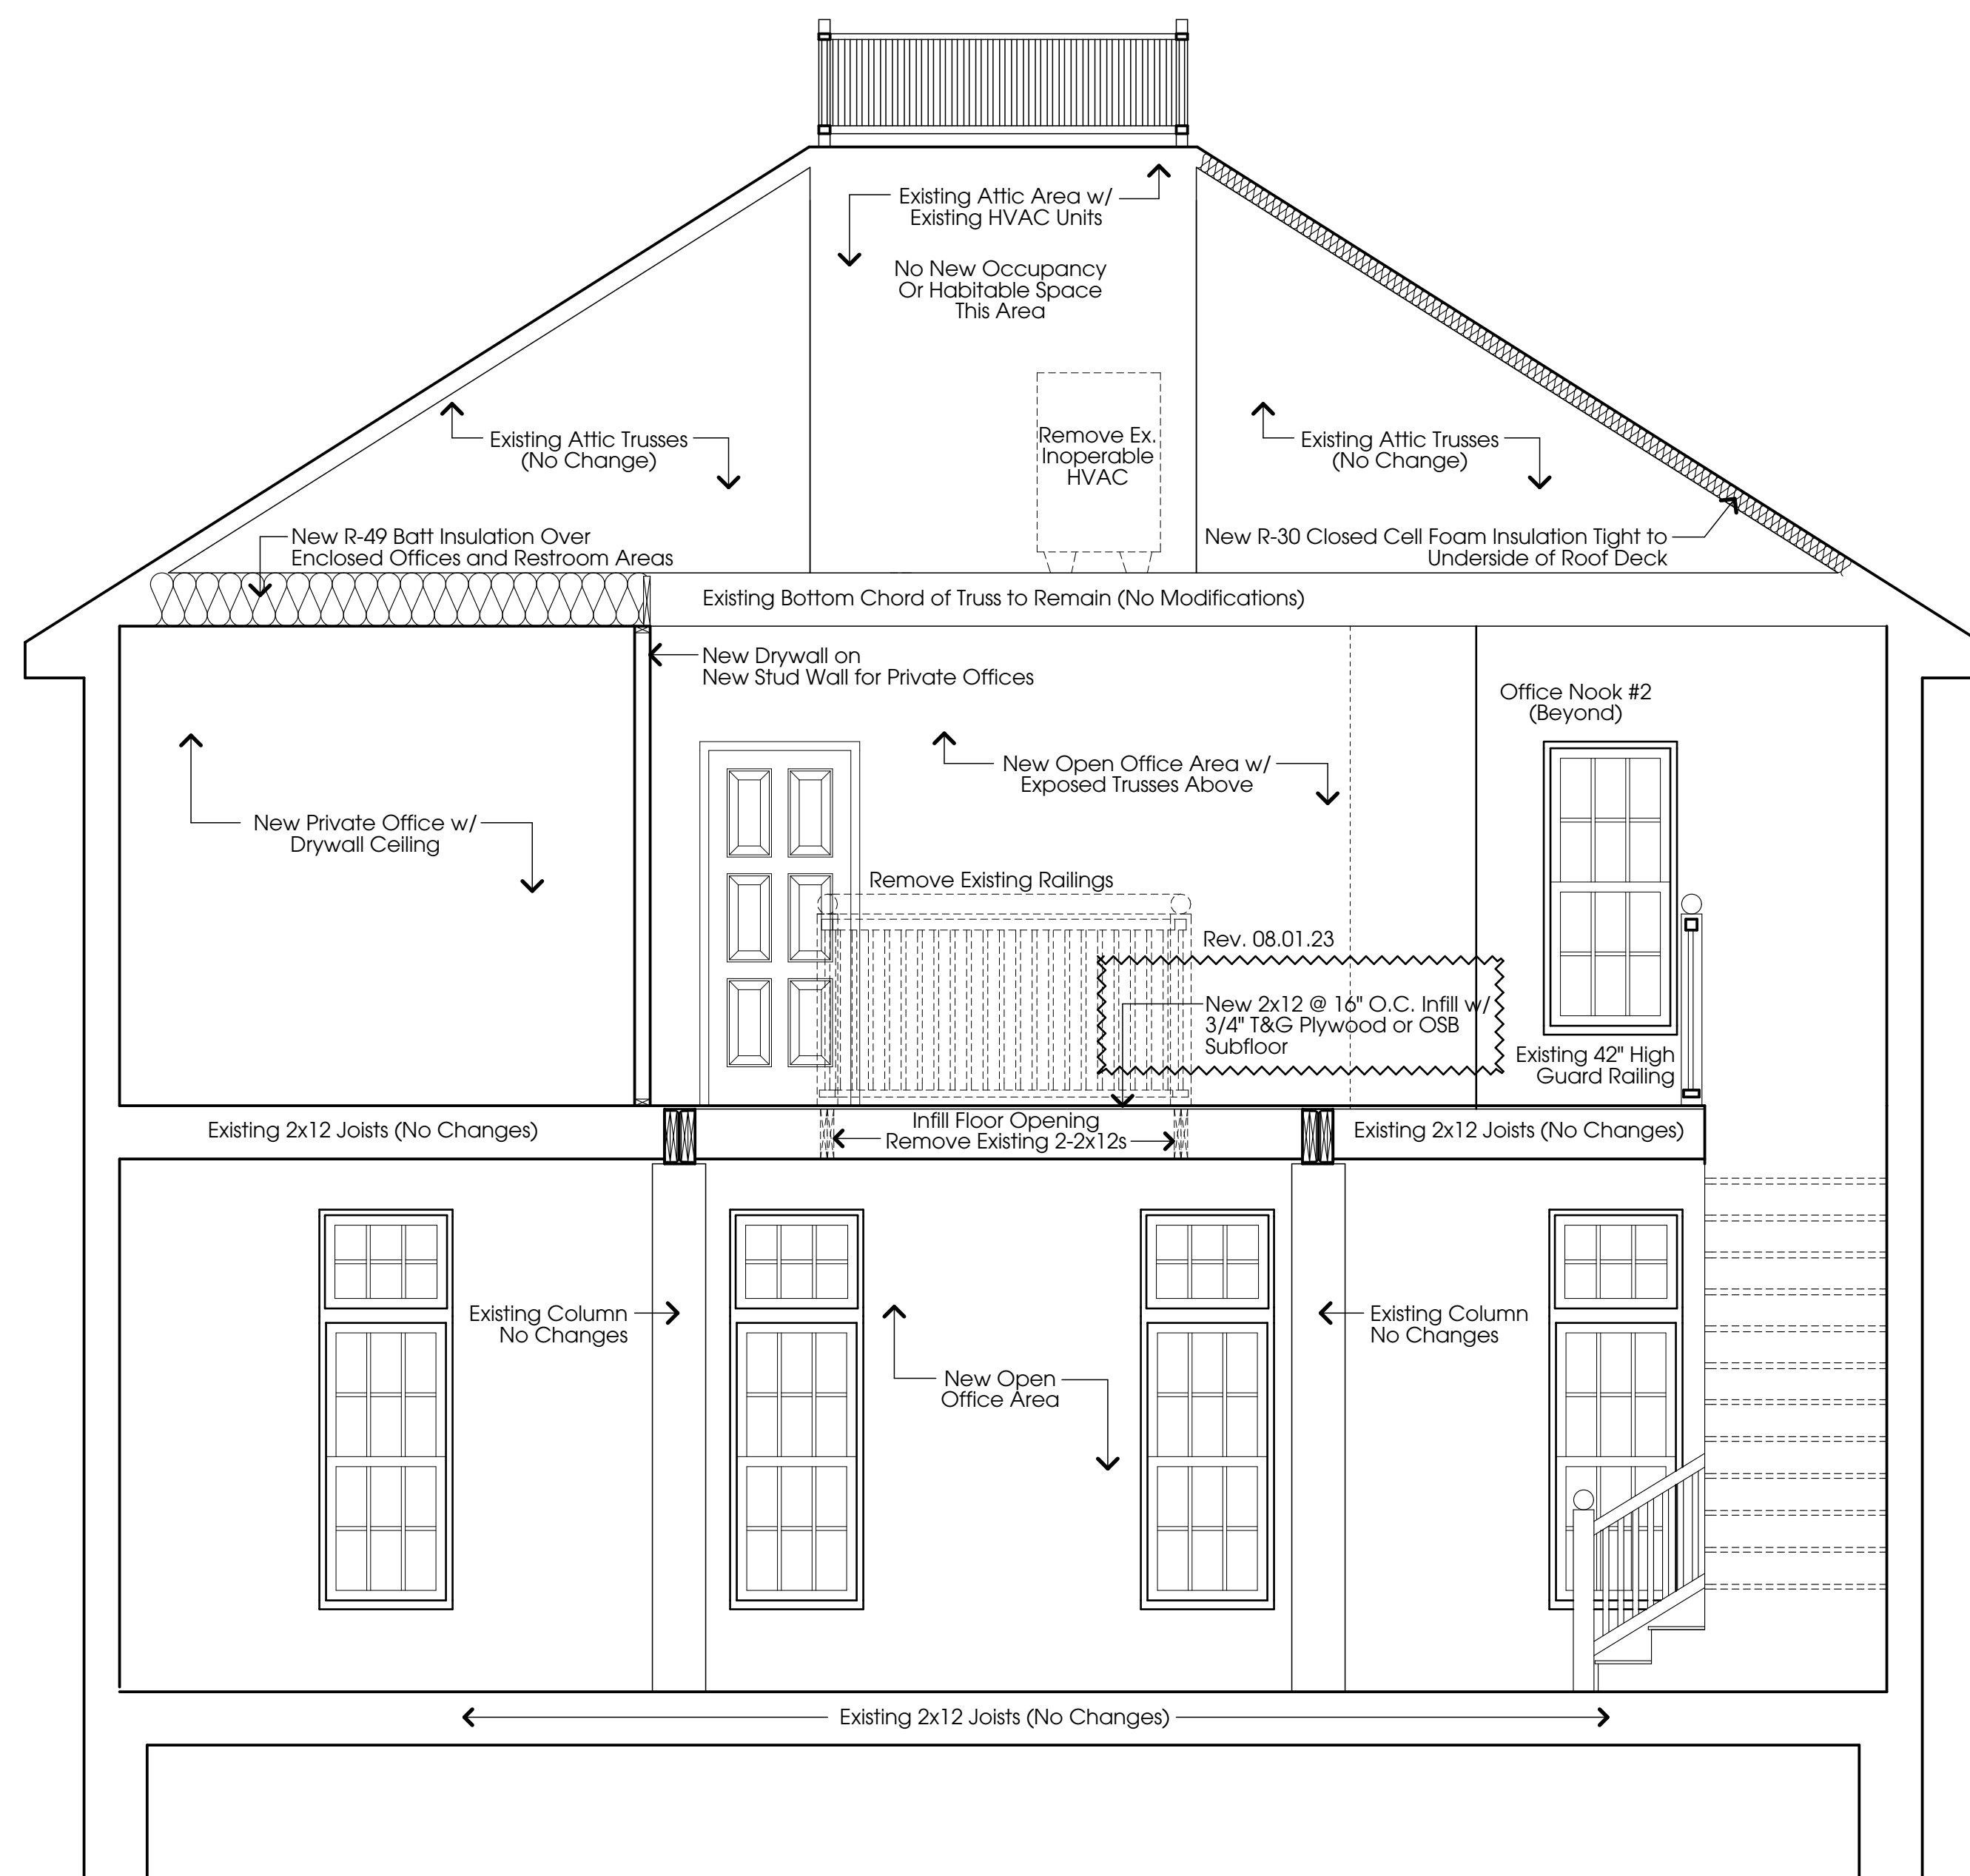 Existing Attic Area w/
Existing HVAC Units
No New Occupancy
Or Habitable Space
This Area
Existing Attic Trusses
(No Change)
Remove Ex.
Inoperable
HVAC
Existing Attic Trusses
(No Change)
New R-49 Batt Insulation Over
Enclosed Offices and Restroom Areas
New R-30 Closed Cell Foam Insulation Tight to
Underside of Roof Deck
Existing Bottom Chord of Truss to Remain (No Modifications)
New Drywall on
New Stud Wall for Private Offices
Office Nook #2
(Beyond)
New Open Office Area w/
Exposed Trusses Above
New Private Office w/
Drywall Ceiling
Remove Existing Railings
Rev. 08.01.23
New 2x12 @ 16" O.C. Infill w/
3/4" T&G Plywood or OSB
Subfloor
Existing 42" High
Guard Railing
Existing 2x12 Joists (No Changes)
Infill Floor Opening
Remove Existing 2-2x12s
Existing 2x12 Joists (No Changes)
Existing Column
No Changes
Existing Column
No Changes
New Open
Office Area
Existing 2x12 Joists (No Changes)